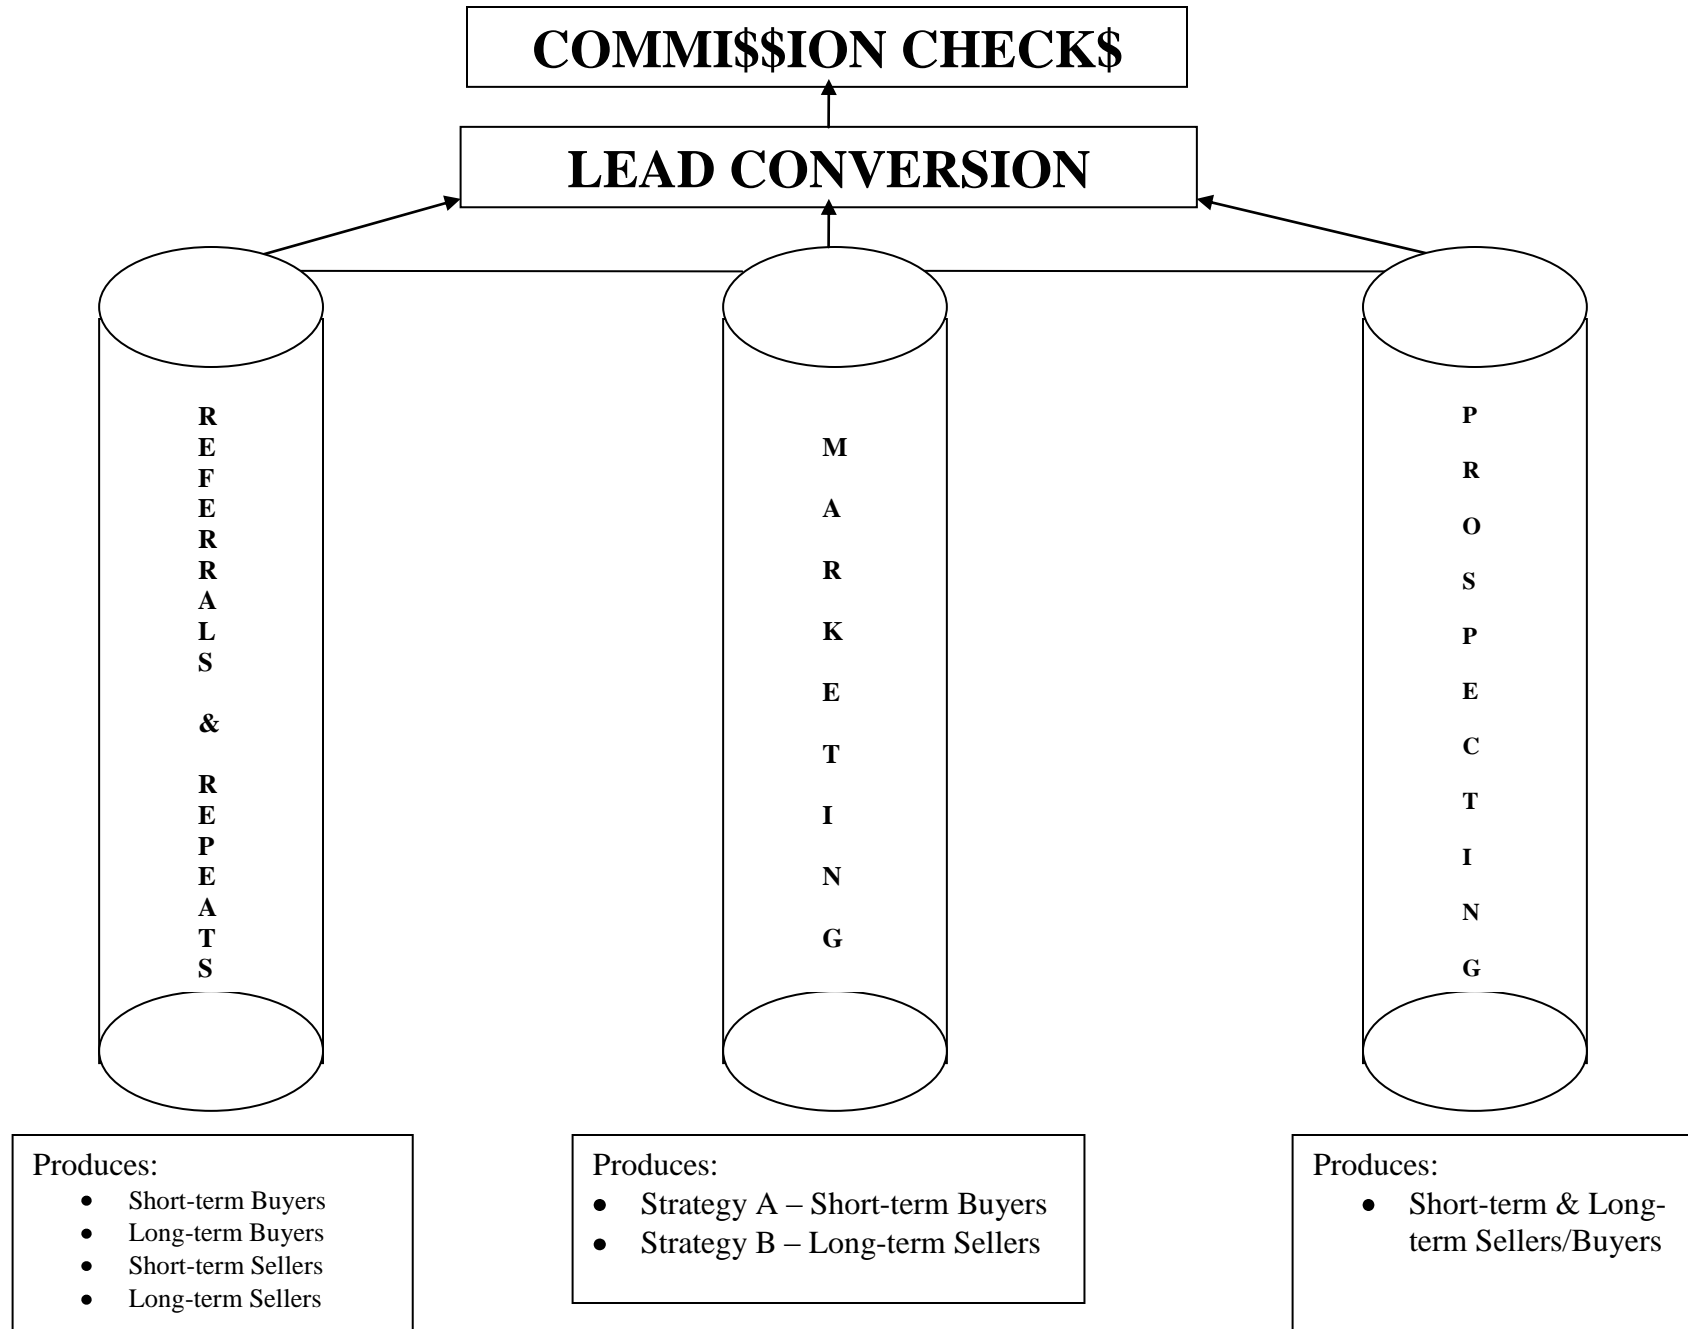 COMMI$$ION CHECK$
LEAD CONVERSION
REFERRALS & REPEATS
MARKETING
PROSPECTING
Produces:
• Short-term Buyers
• Long-term Buyers
• Short-term Sellers
• Long-term Sellers
Produces:
• Strategy A – Short-term Buyers
• Strategy B – Long-term Sellers
Produces:
• Short-term & Long-
term Sellers/Buyers